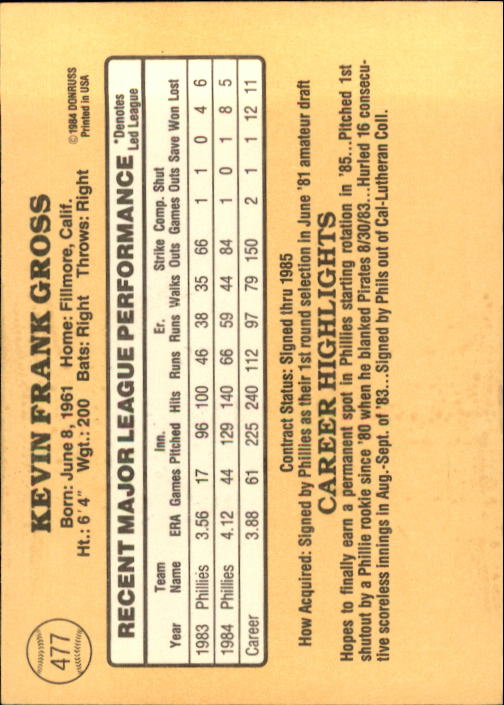 477
KEVIN FRANK GROSS
©1984 DONRUSS
Printed in USA
Born: June 8, 1961 Home: Fillmore, Calif.
Ht.: 6'4" Wgt.: 200 Bats: Right Throws: Right
RECENT MAJOR LEAGUE PERFORMANCE
*Denotes
Led League
Team Inn. Er. Strike Comp. Shut
Year Name ERA Games Pitched Hits Runs Runs Walks Outs Games Outs Save Won Lost
1983 Phillies 3.56 17 96 100 46 38 35 66 1 1 0 4 6
1984 Phillies 4.12 44 129 140 66 59 44 84 1 0 1 8 5
Career 3.88 61 225 240 112 97 79 150 2 1 1 12 11
Contract Status: Signed thru 1985
How Acquired: Signed by Phillies as their 1st round selection in June '81 amateur draft
CAREER HIGHLIGHTS
Hopes to finally earn a permanent spot in Phillies starting rotation in '85...Pitched 1st
shutout by a Phillie rookie since '80 when he blanked Pirates 8/30/83...Hurled 16 consecu-
tive scoreless innings in Aug.-Sept. of '83...Signed by Phils out of Cal-Lutheran Coll.